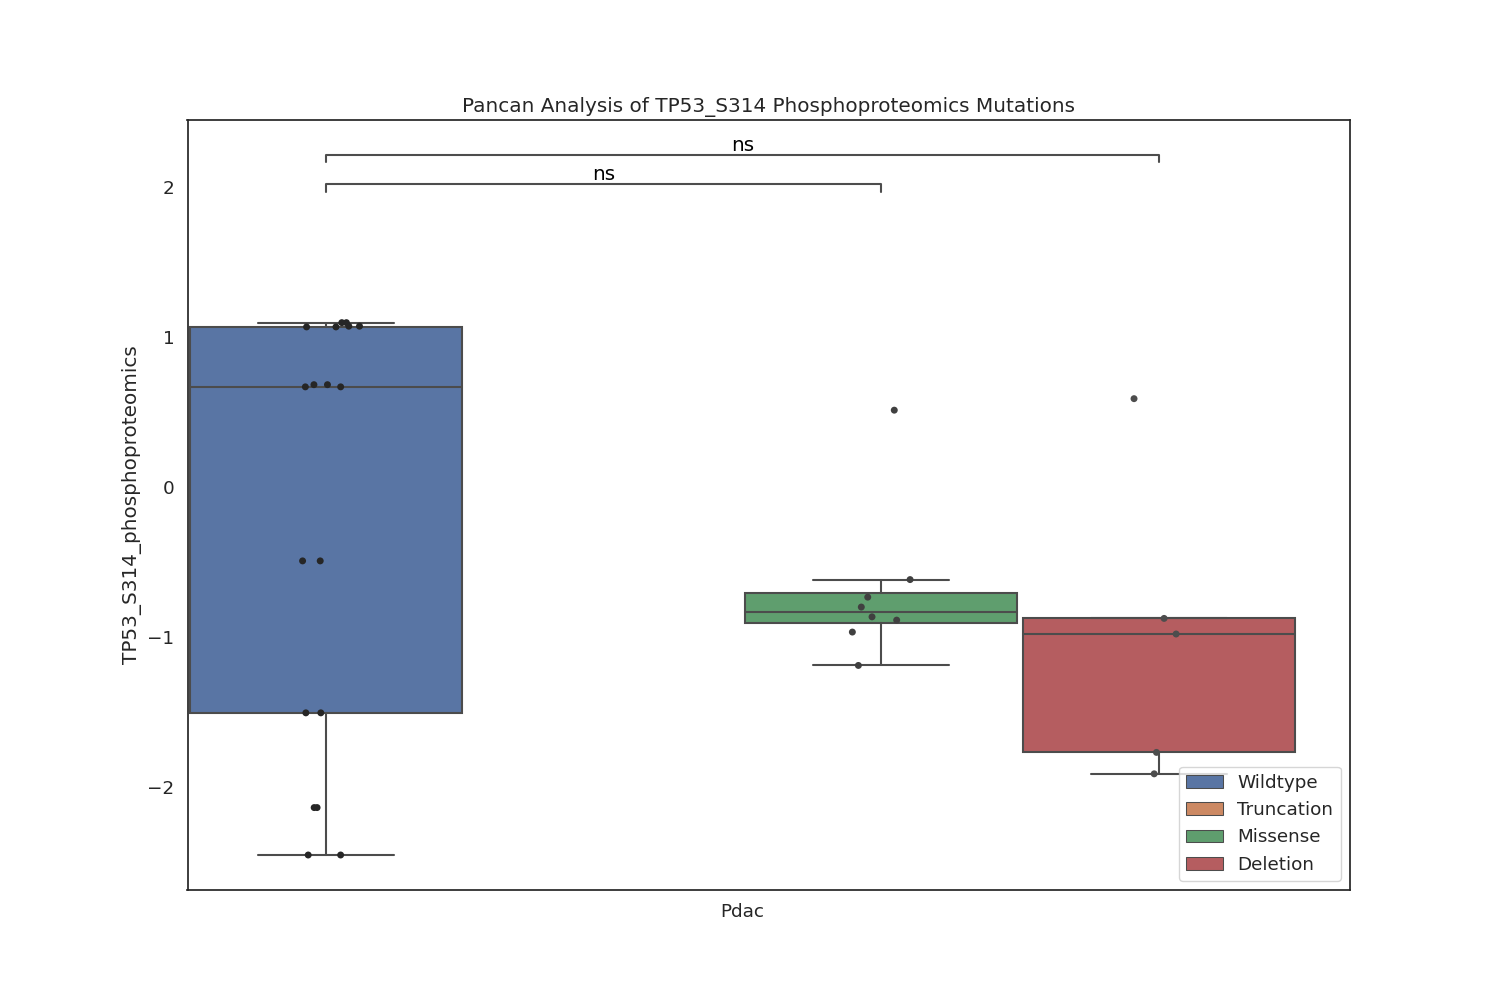 Pancan Analysis of TP53_S314 Phosphoproteomics Mutations
ns
ns
2
1
0
−1
−2
TP53_S314_phosphoproteomics
Wildtype
Truncation
Missense
Deletion
Pdac